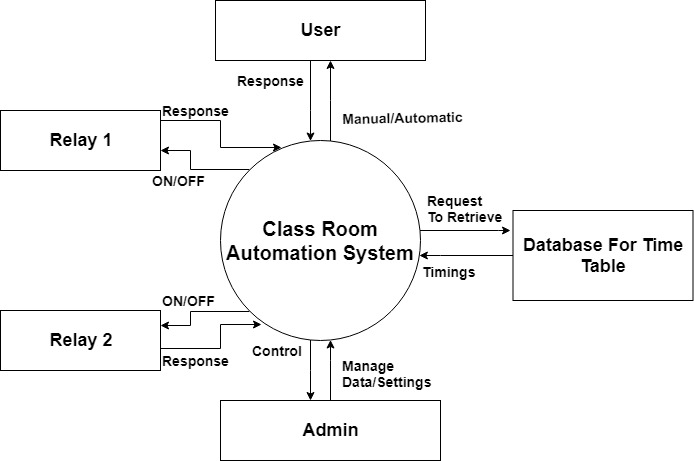 User
Response
Manual/Automatic
Response
Relay 1
ON/OFF
Class Room
Automation System
Request
To Retrieve
Database For Time
Table
Timings
ON/OFF
Relay 2
Response
Control
Manage
Data/Settings
Admin